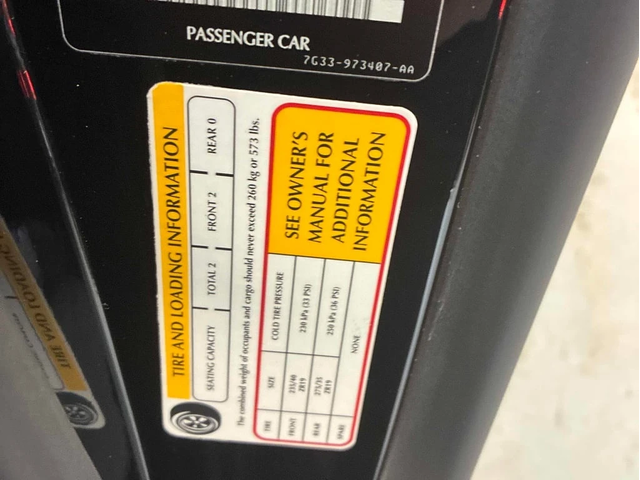 PASSENGER CAR
7G33-973407-AA
TIRE AND LOADING INFORMATION
SEATING CAPACITY TOTAL 2 FRONT 2 REAR 0
The combined weight of occupants and cargo should never exceed 260 kg or 573 lbs.
TIRE SIZE COLD TIRE PRESSURE
FRONT 235/40 ZR19 230 kPa (33 PSI)
REAR 275/35 ZR19 250 kPa (36 PSI)
SPARE NONE
SEE OWNER'S
MANUAL FOR
ADDITIONAL
INFORMATION
TIRE AND LOADING